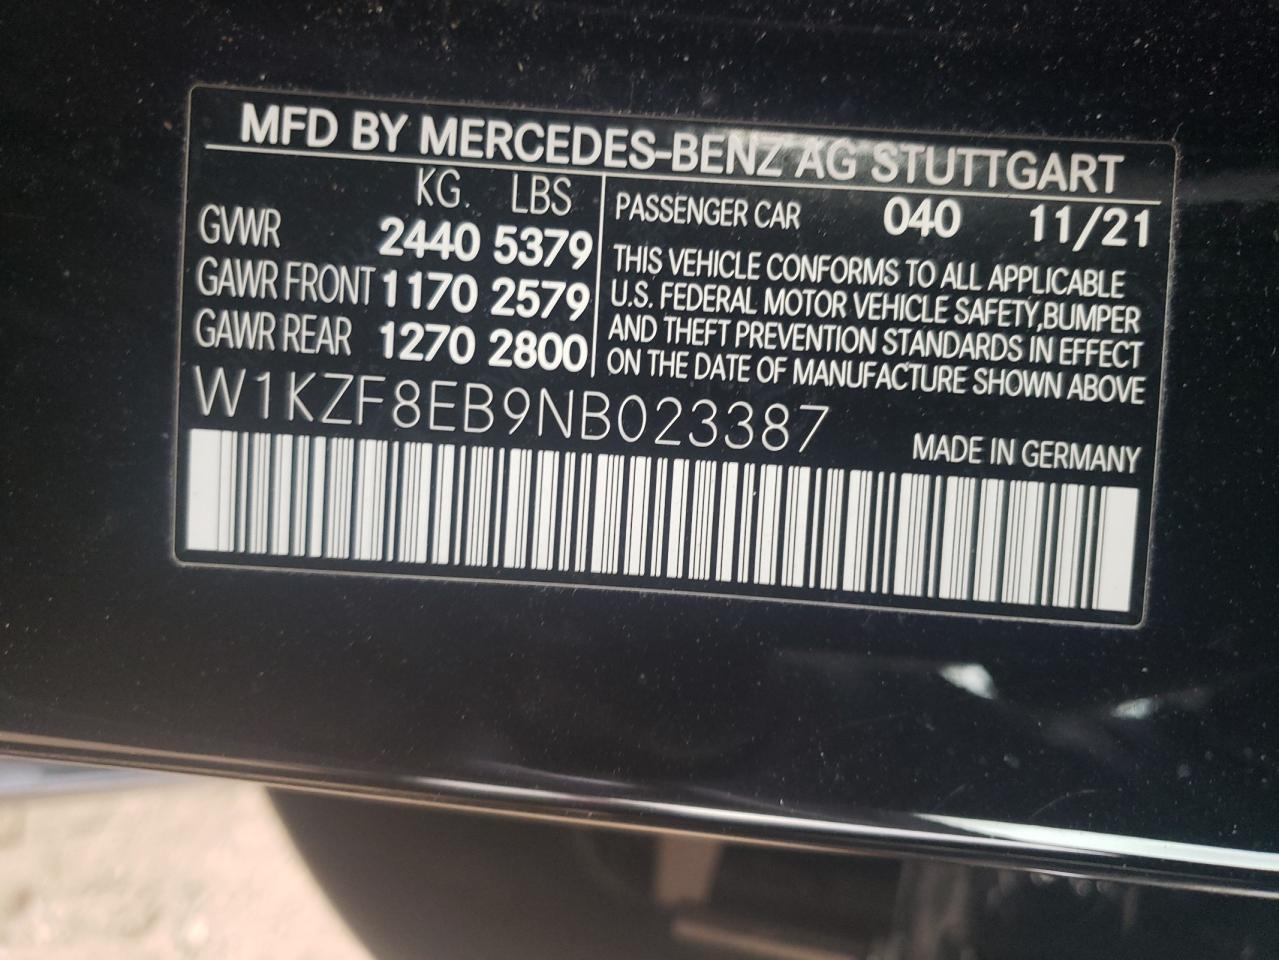 MFD BY MERCEDES-BENZ AG STUTTGART
KG. LBS
GVWR 2440 5379
GAWR FRONT 1170 2579
GAWR REAR 1270 2800
PASSENGER CAR 040 11/21
THIS VEHICLE CONFORMS TO ALL APPLICABLE
U.S. FEDERAL MOTOR VEHICLE SAFETY,BUMPER
AND THEFT PREVENTION STANDARDS IN EFFECT
ON THE DATE OF MANUFACTURE SHOWN ABOVE
W1KZF8EB9NB023387
MADE IN GERMANY